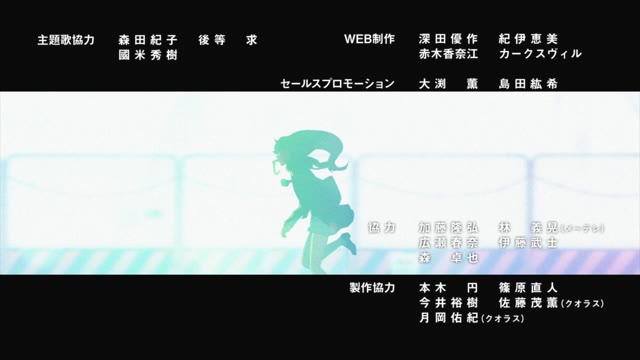 主題歌協力 森田紀子 後等 求
國米秀樹
WEB制作 深田優作 紀伊恵美
赤木香奈江 カークスヴィル
セールスプロモーション 大渕 薫 島田紘希
協力 加藤隆弘 林 義晃(メ〜テレ)
広瀬春奈 伊藤武士
森 卓也
製作協力 本木 円 篠原直人
今井裕樹 佐藤茂薫(クオラス)
月岡佑紀(クオラス)